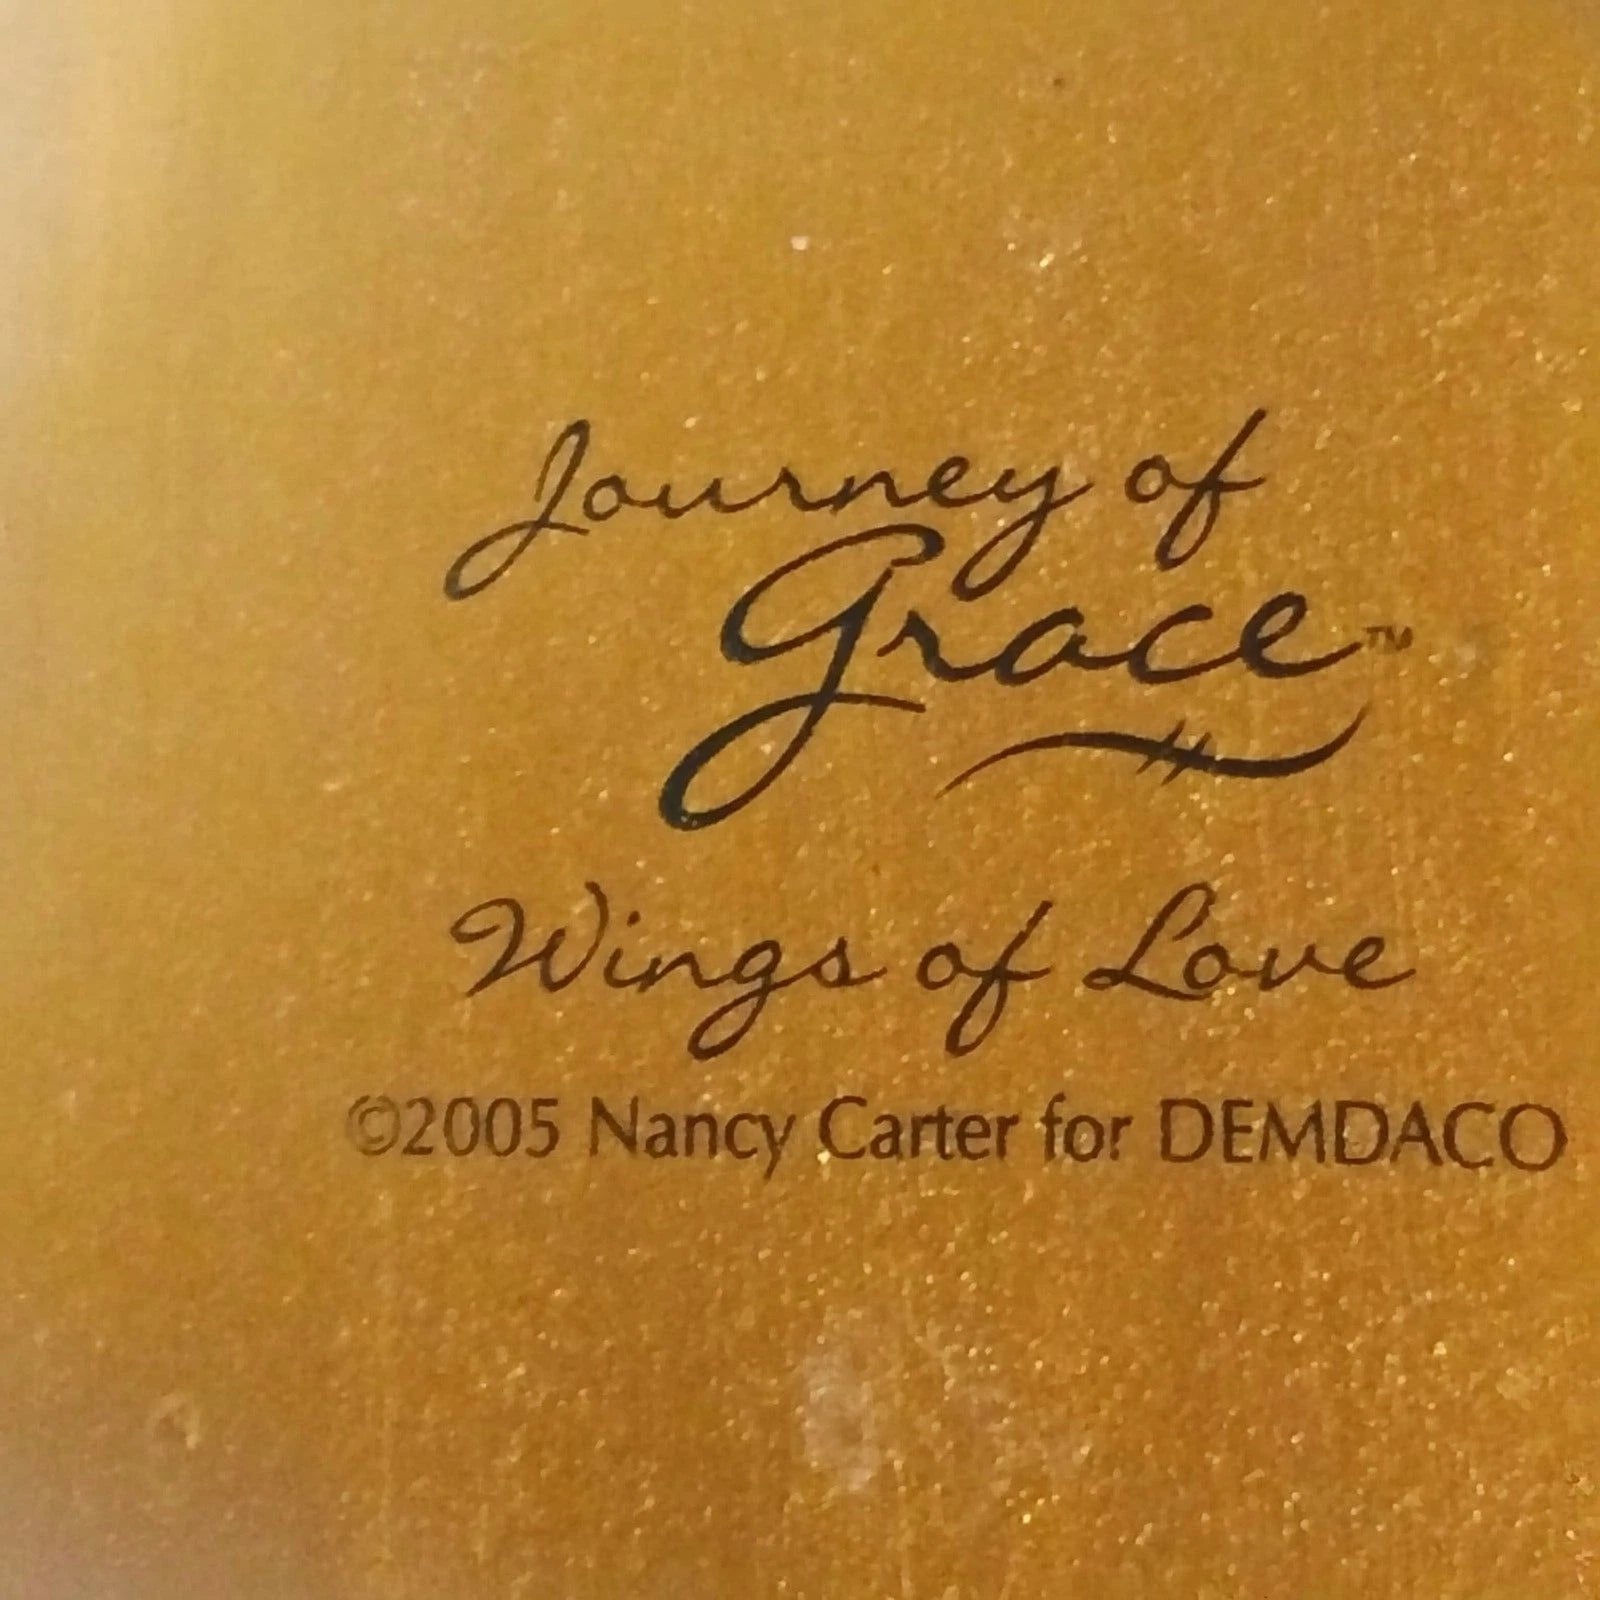 Journey of
Grace™
Wings of Love
©2005 Nancy Carter for DEMDACO